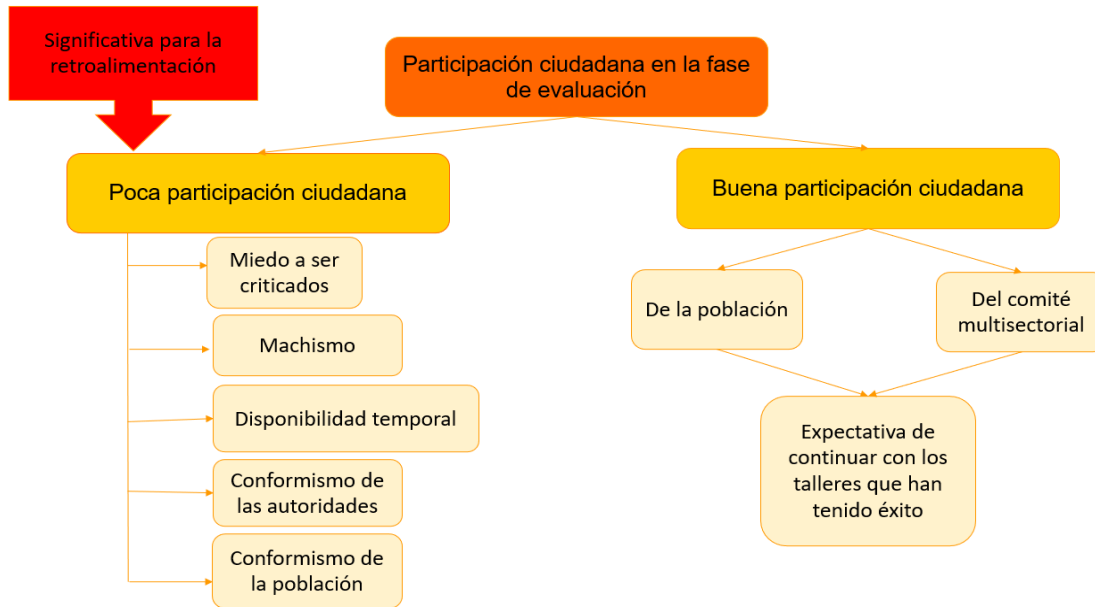 Significativa para la
retroalimentación
Participación ciudadana en la fase
de evaluación
Poca participación ciudadana
Miedo a ser
criticados
Machismo
Disponibilidad temporal
Conformismo de
las autoridades
Conformismo de
la población
Buena participación ciudadana
De la población
Del comité
multisectorial
Expectativa de
continuar con los
talleres que han
tenido éxito